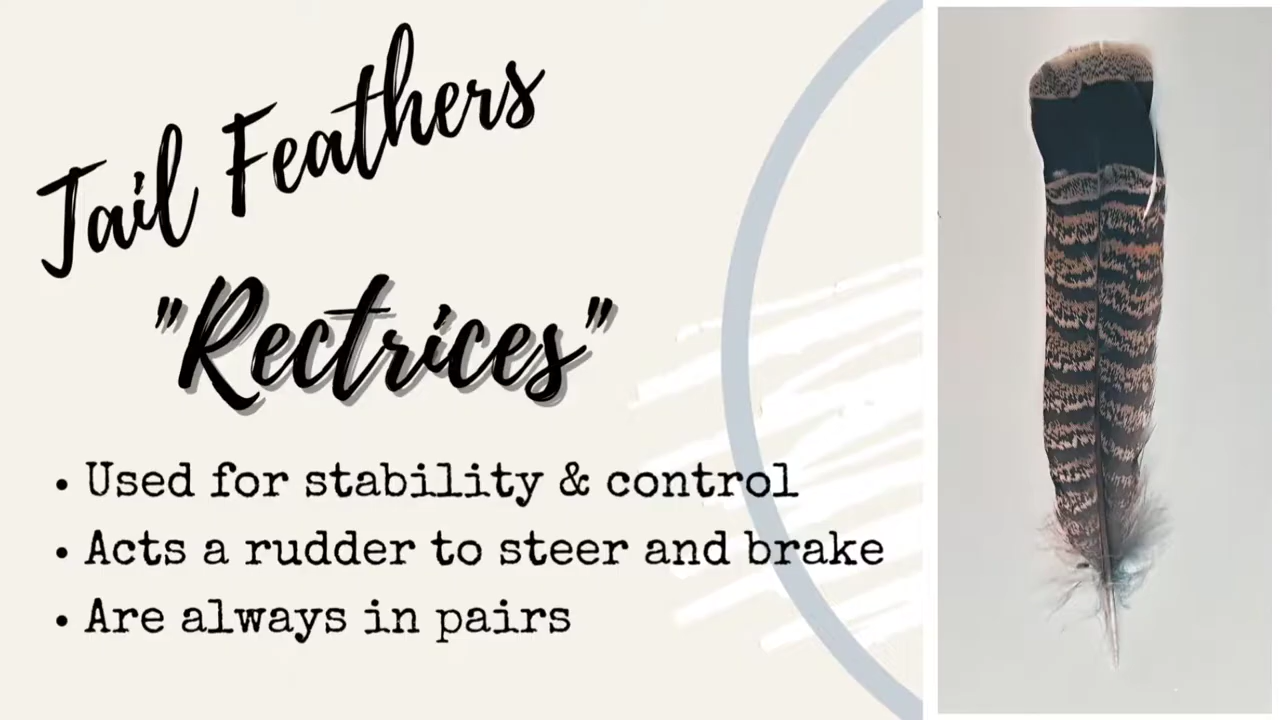 Tail Feathers
"Rectrices"
• Used for stability & control
• Acts a rudder to steer and brake
• Are always in pairs